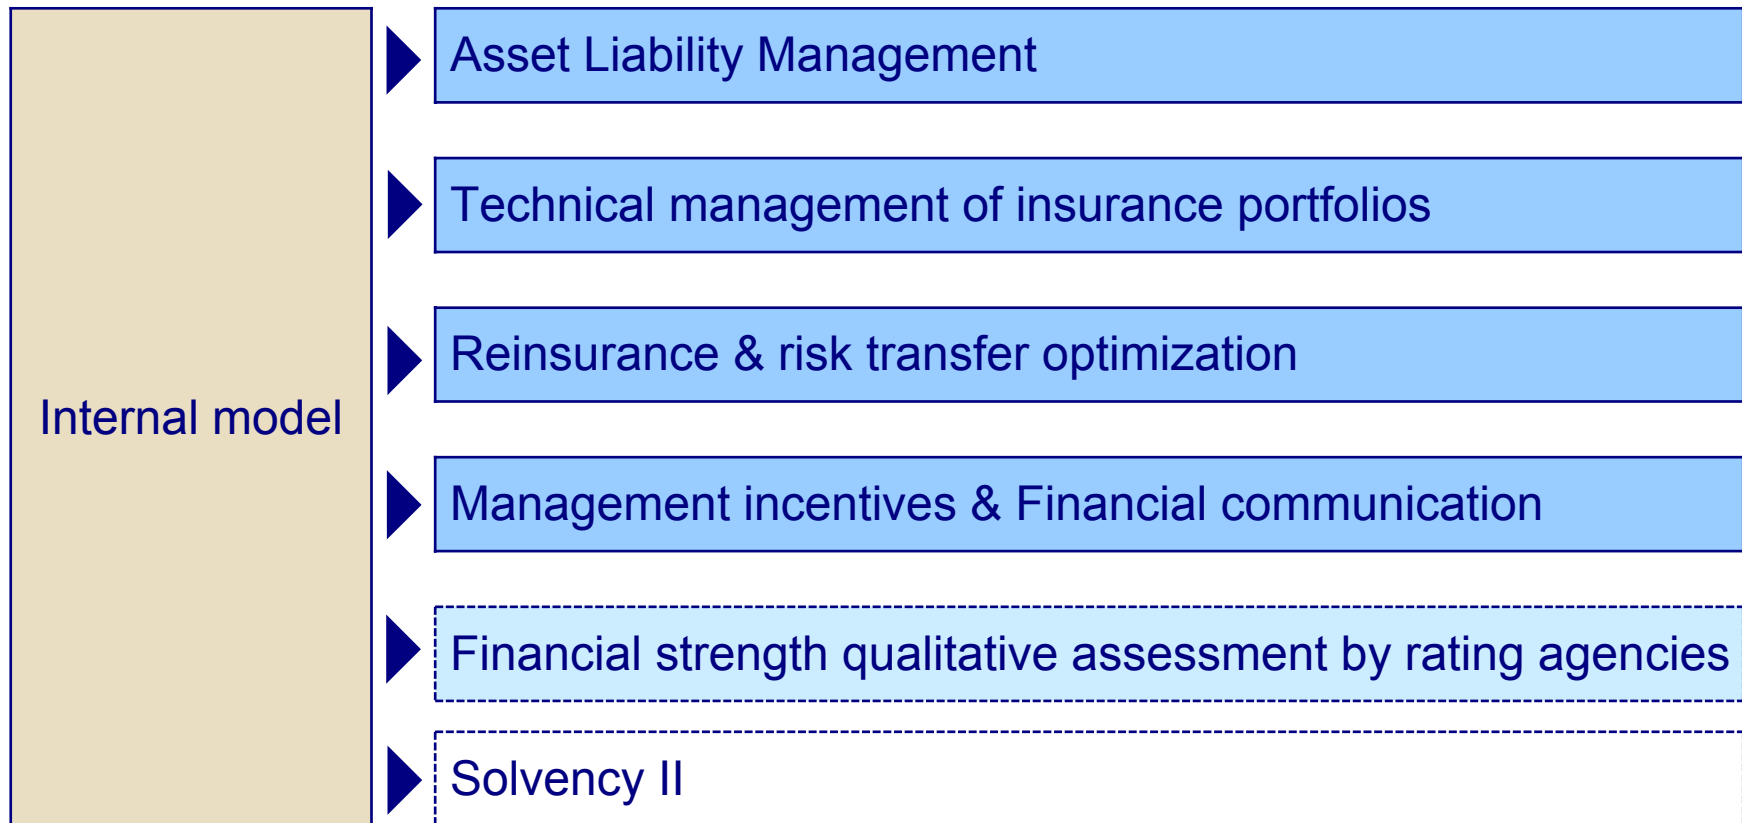 Asset Liability Management
Technical management of insurance portfolios
Reinsurance & risk transfer optimization
Internal model
Management incentives & Financial communication
Financial strength qualitative assessment by rating agencies
Solvency II